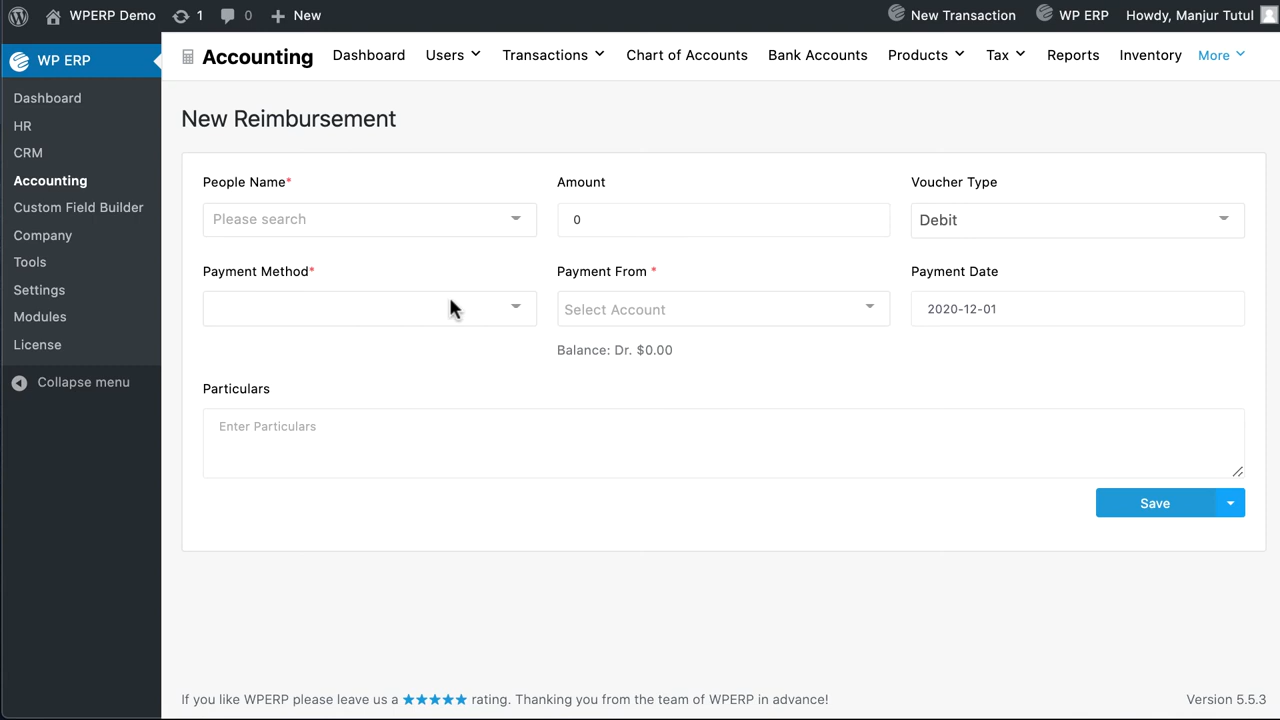 WPERP Demo 1 0 New New Transaction WP ERP Howdy, Manjur Tutul
WP ERP
Dashboard
HR
CRM
Accounting
Custom Field Builder
Company
Tools
Settings
Modules
License
Collapse menu
Accounting Dashboard Users Transactions Chart of Accounts Bank Accounts Products Tax Reports Inventory More
New Reimbursement
People Name* Amount Voucher Type
Please search 0 Debit
Payment Method* Payment From * Payment Date
Select Account 2020-12-01
Balance: Dr. $0.00
Particulars
Enter Particulars
Save
If you like WPERP please leave us a ★★★★★ rating. Thanking you from the team of WPERP in advance! Version 5.5.3